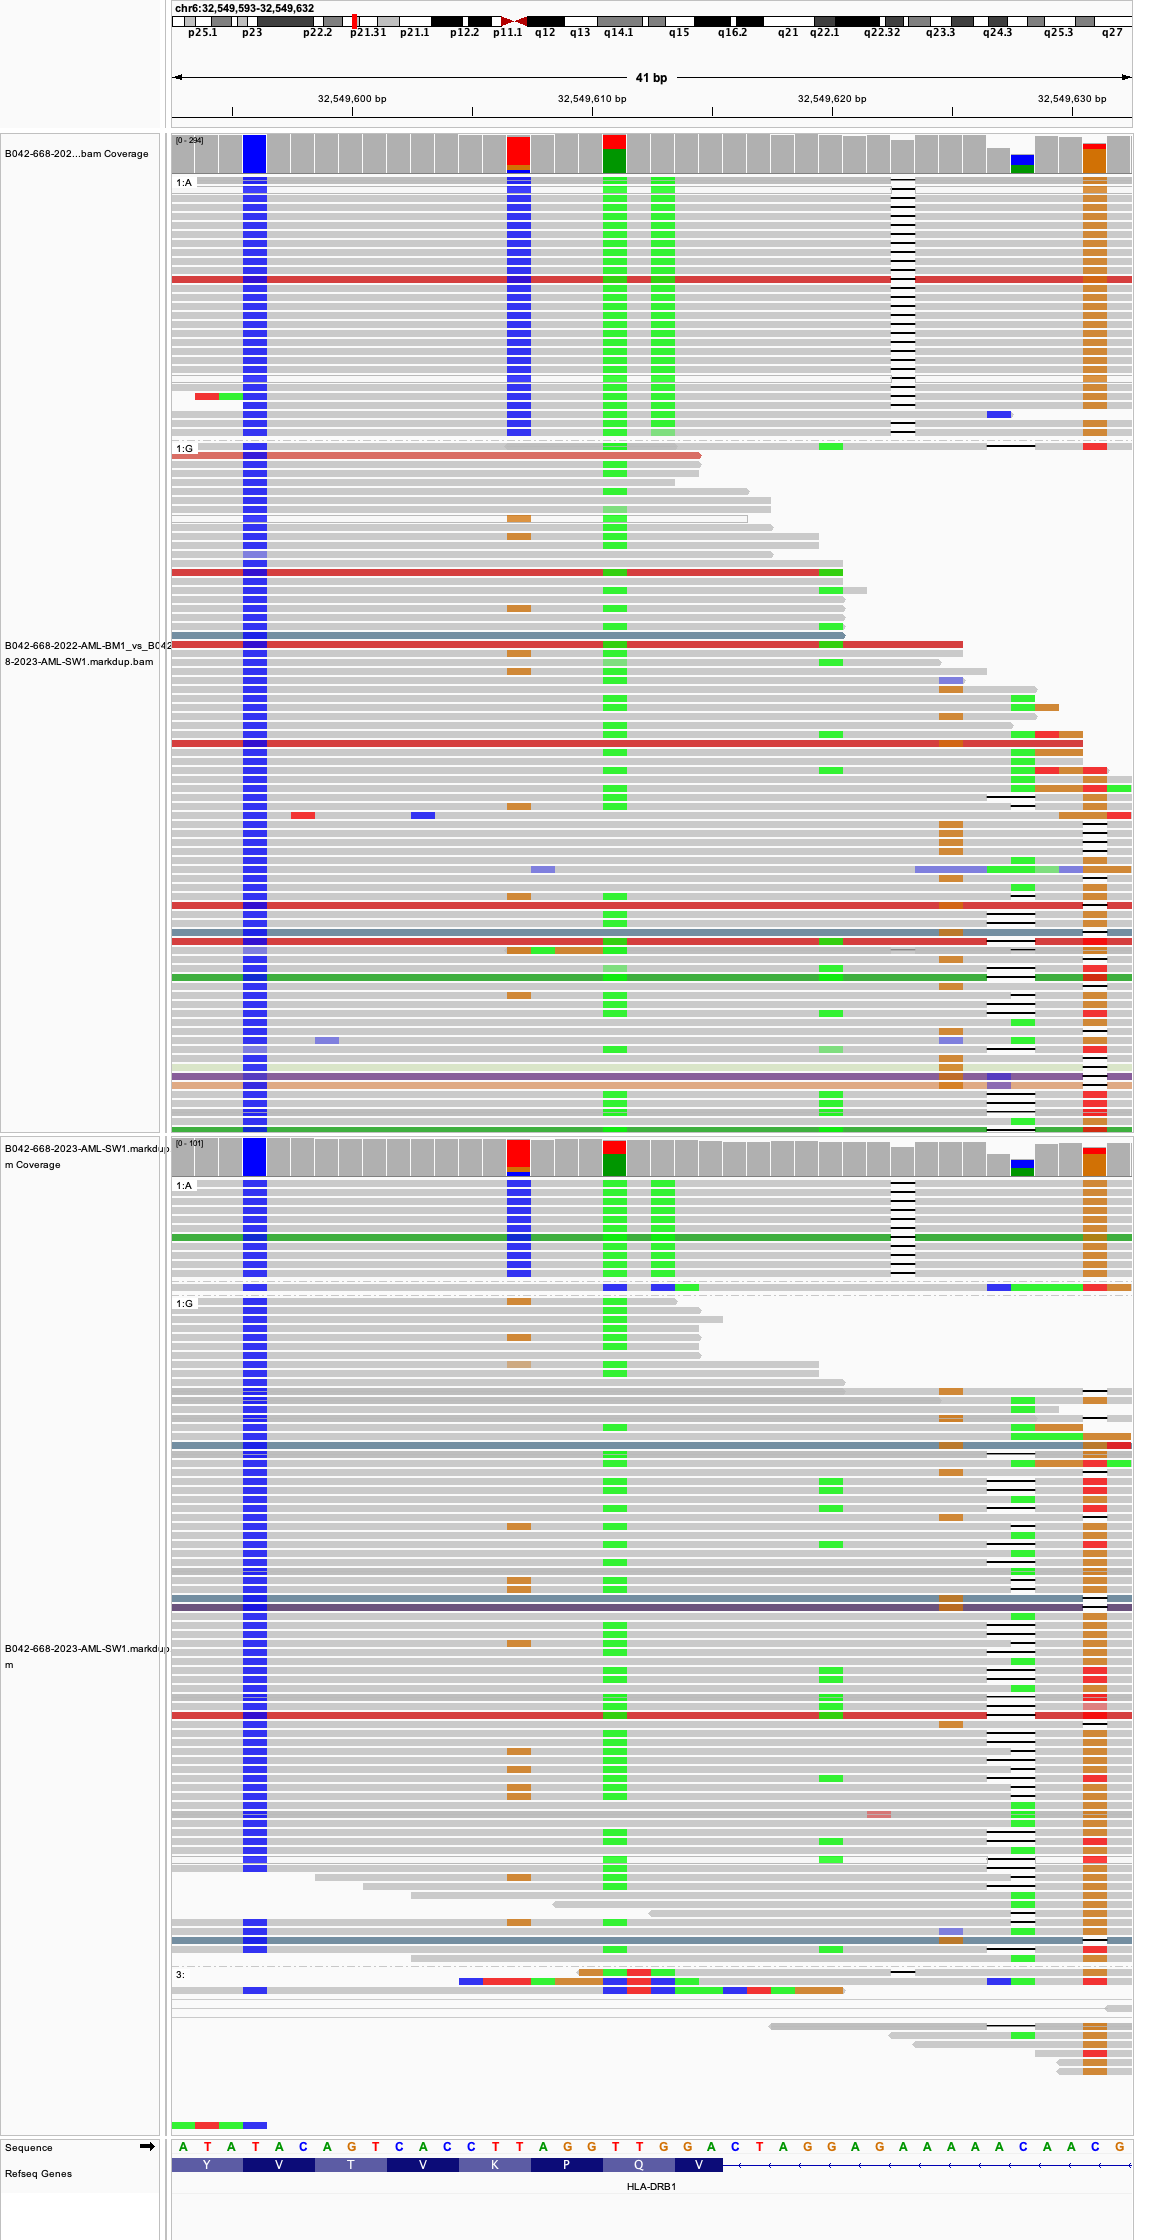 chr6:32,549,593-32,549,632
p25.1 p23 p22.2 p21.31 p21.1 p12.2 p11.1 q12 q13 q14.1 q15 q16.2 q21 q22.1 q22.32 q23.3 q24.3 q25.3 q27
41 bp
32,549,600 bp 32,549,610 bp 32,549,620 bp 32,549,630 bp
[0 - 294]
B042-668-202...bam Coverage
1:A
1:G
B042-668-2022-AML-BM1_vs_B042
8-2023-AML-SW1.markdup.bam
[0 - 101]
B042-668-2023-AML-SW1.markdup
m Coverage
1:A
1:G
B042-668-2023-AML-SW1.markdup
m
3:
Sequence A T A T A C A G T C A C C T T A G G T T G G A C T A G G A G A A A A A C A A C G
Refseq Genes Y V T V K P Q V
HLA-DRB1